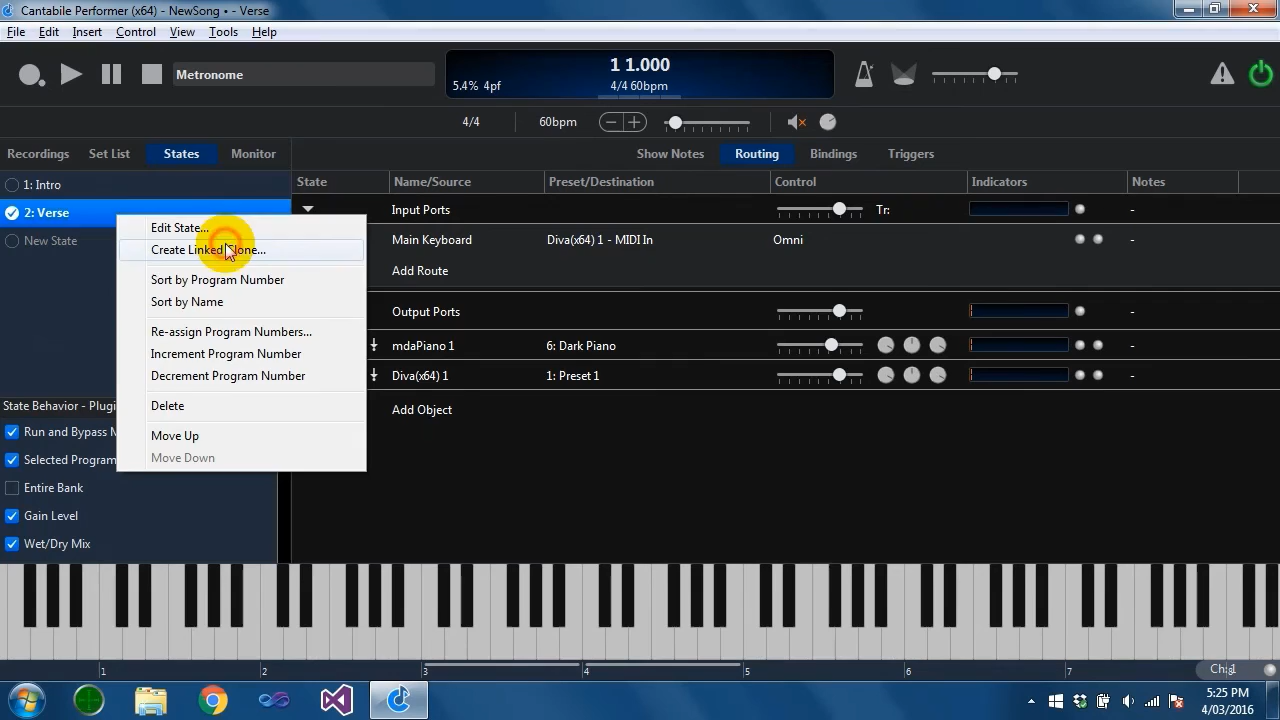 Cantabile Performer (x64) - NewSong • - Verse
File Edit View Insert Control View Tools Help
Metronome
1 1.000
5.4% 4pf
4/4 60bpm
4/4
60bpm
Recordings Set List States Monitor
Show Notes Routing Bindings Triggers
State Name/Source Preset/Destination Control Indicators Notes
1: Intro
2: Verse
New State
Input Ports Tr: -
Main Keyboard Diva(x64) 1 - MIDI In Omni -
Add Route
Output Ports -
mdaPiano 1 6: Dark Piano -
Diva(x64) 1 1: Preset 1 -
Add Object
Edit State...
Create Linked Clone...
Sort by Program Number
Sort by Name
Re-assign Program Numbers...
Increment Program Number
Decrement Program Number
Delete
Move Up
Move Down
State Behavior - Plugi
Run and Bypass M
Selected Program
Entire Bank
Gain Level
Wet/Dry Mix
1 2 3 4 5 6 7
Ch: 1
5:25 PM
4/03/2016